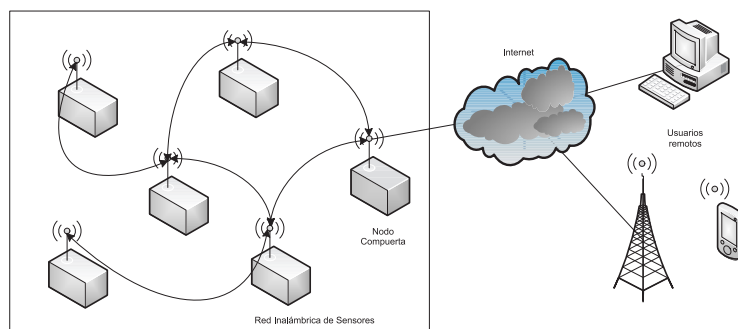 Internet
Usuarios
remotos
Nodo
Compuerta
Red Inalámbrica de Sensores